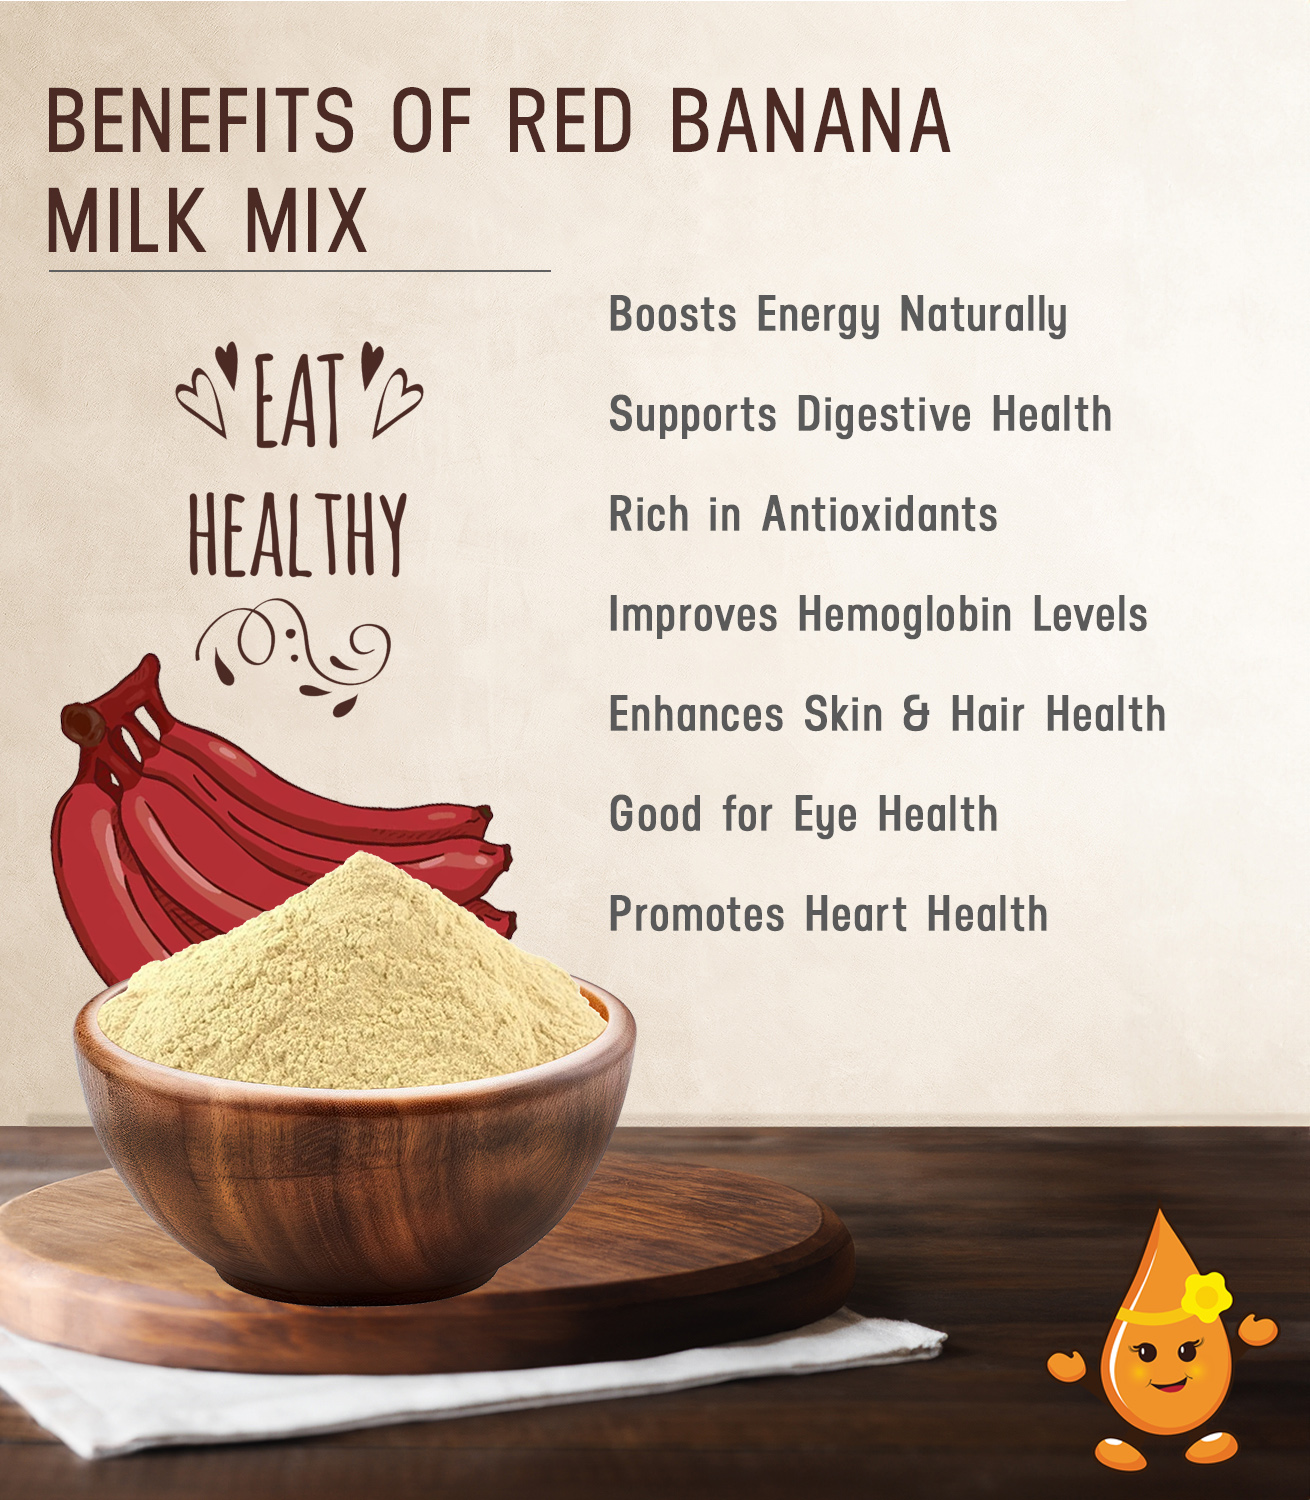 BENEFITS OF RED BANANA
MILK MIX
EAT
HEALTHY
Boosts Energy Naturally
Supports Digestive Health
Rich in Antioxidants
Improves Hemoglobin Levels
Enhances Skin & Hair Health
Good for Eye Health
Promotes Heart Health